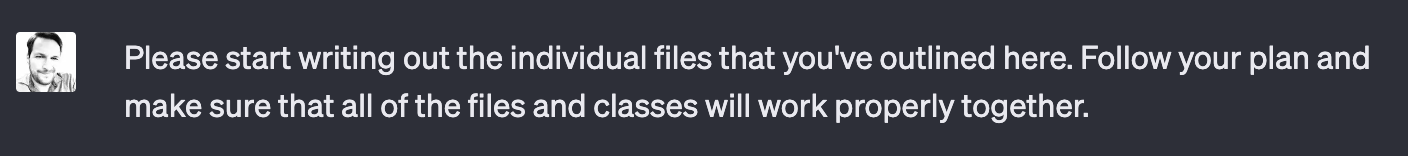 Please start writing out the individual files that you've outlined here. Follow your plan and
make sure that all of the files and classes will work properly together.